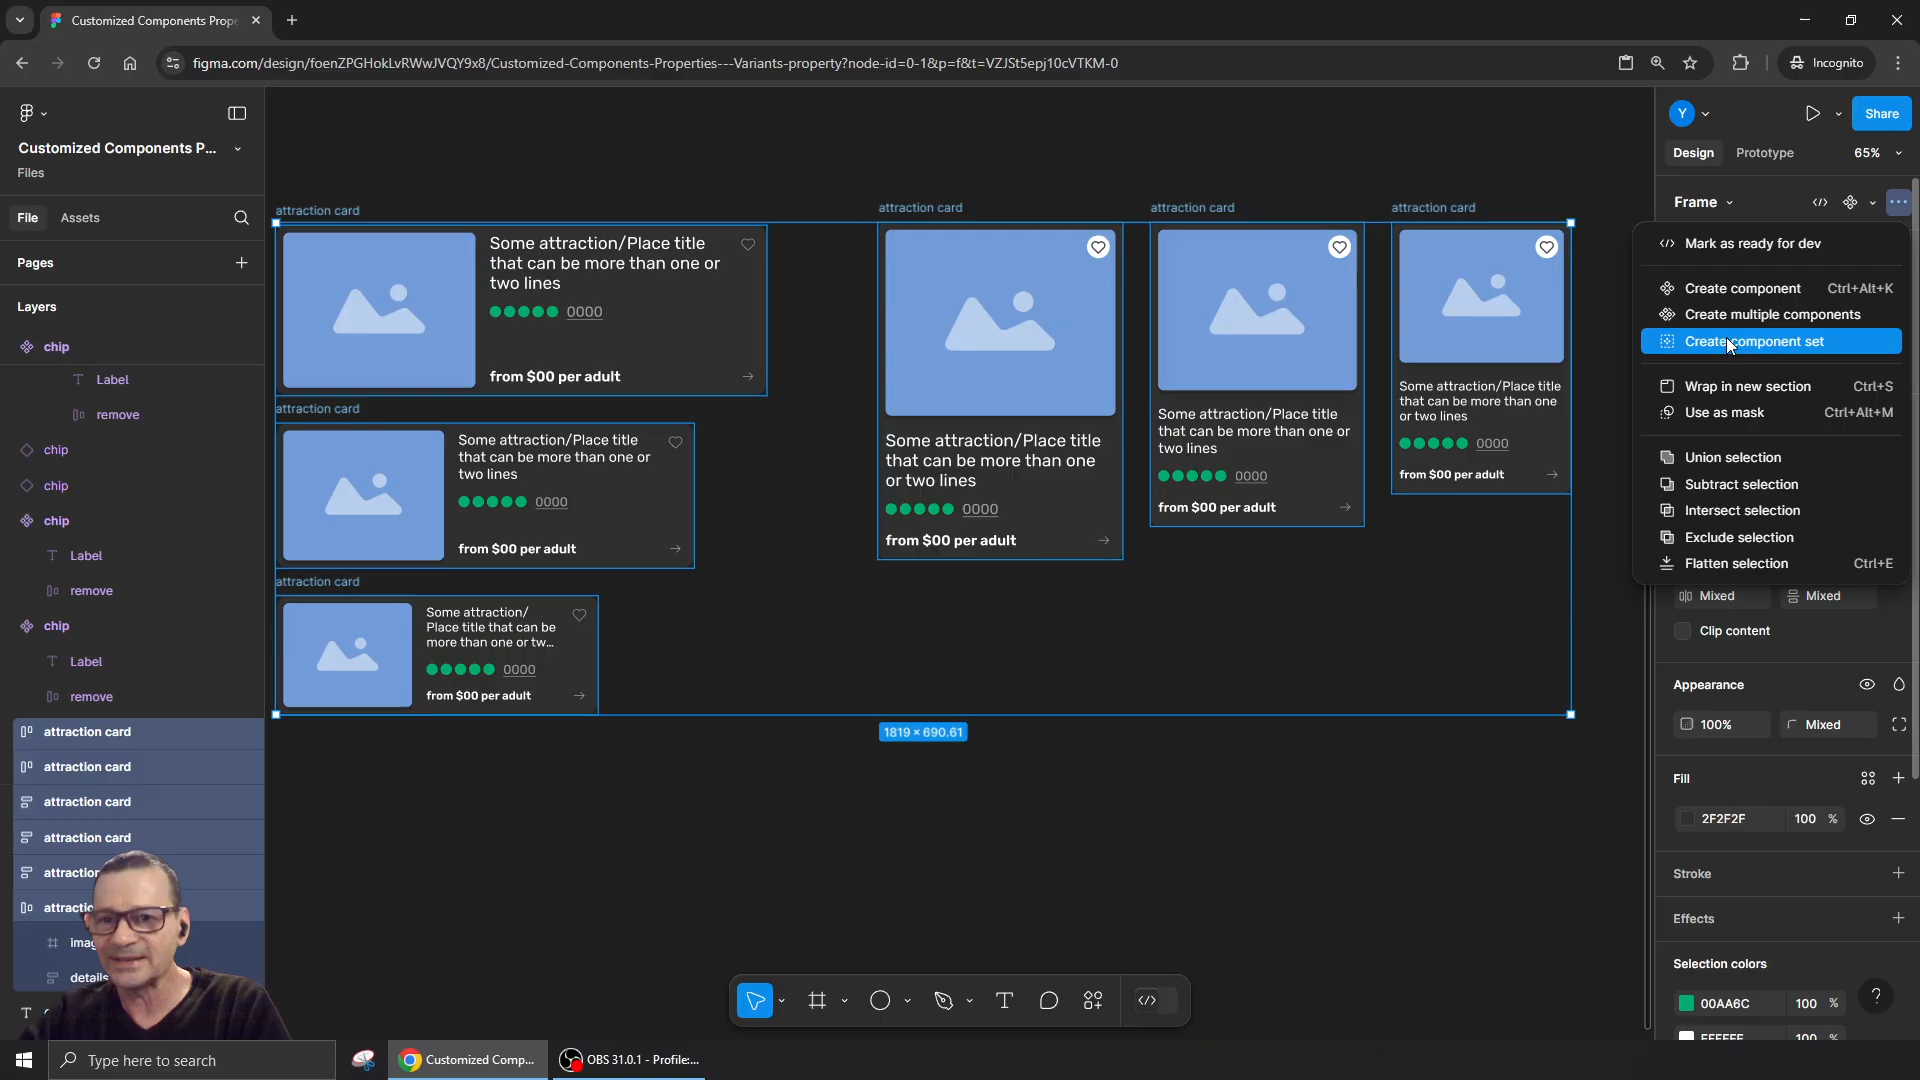 Customized Components Prope
figma.com/design/foenZPGHokLvRWwJVQY9x8/Customized-Components-Properties---Variants-property?node-id=0-1&p=f&t=VZJSt5epj10cVTKM-0
Incognito
Customized Components P...
Files
File
Assets
Pages
Layers
chip
Label
remove
chip
chip
chip
Label
remove
chip
Label
remove
attraction card
attraction card
attraction card
attraction card
attraction card
Some attraction/Place title
that can be more than one or
two lines
0000
from $00 per adult
attraction card
Some attraction/Place title
that can be more than one or
two lines
0000
from $00 per adult
attraction card
Some attraction/
Place title that can be
more than one or tw...
0000
from $00 per adult
attraction card
Some attraction/Place title
that can be more than one
or two lines
0000
from $00 per adult
attraction card
Some attraction/Place title
that can be more than one or
two lines
0000
from $00 per adult
attraction card
Some attraction/Place title
that can be more than one
or two lines
0000
from $00 per adult
1819 × 690.61
Y
Share
Design
Prototype
65%
Frame
Mark as ready for dev
Create component Ctrl+Alt+K
Create multiple components
Create component set
Wrap in new section Ctrl+S
Use as mask Ctrl+Alt+M
Union selection
Subtract selection
Intersect selection
Exclude selection
Flatten selection Ctrl+E
Mixed
Mixed
Clip content
Appearance
100%
Mixed
Fill
2F2F2F 100 %
Stroke
Effects
Selection colors
00AA6C 100 %
FFFFFF 100 %
?
Type here to search
Customized Comp...
OBS 31.0.1 - Profile:...